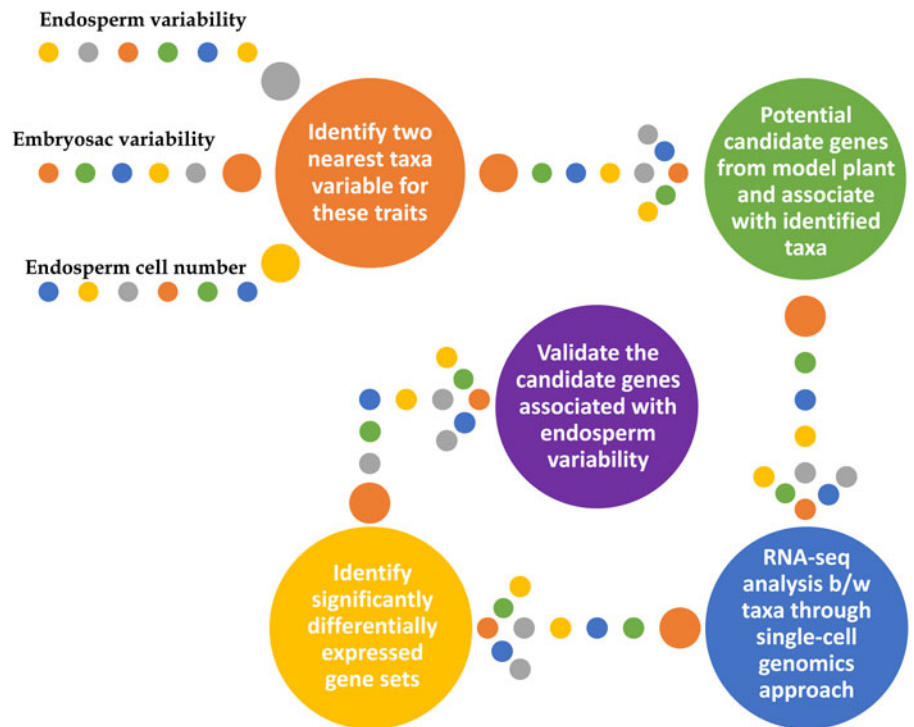 Endosperm variability
Embryosac variability
Endosperm cell number
Identify two
nearest taxa
variable for
these traits
Potential
candidate genes
from model plant
and associate
with identified
taxa
RNA-seq
analysis b/w
taxa through
single-cell
genomics
approach
Identify
significantly
differentially
expressed
gene sets
Validate the
candidate genes
associated with
endosperm
variability